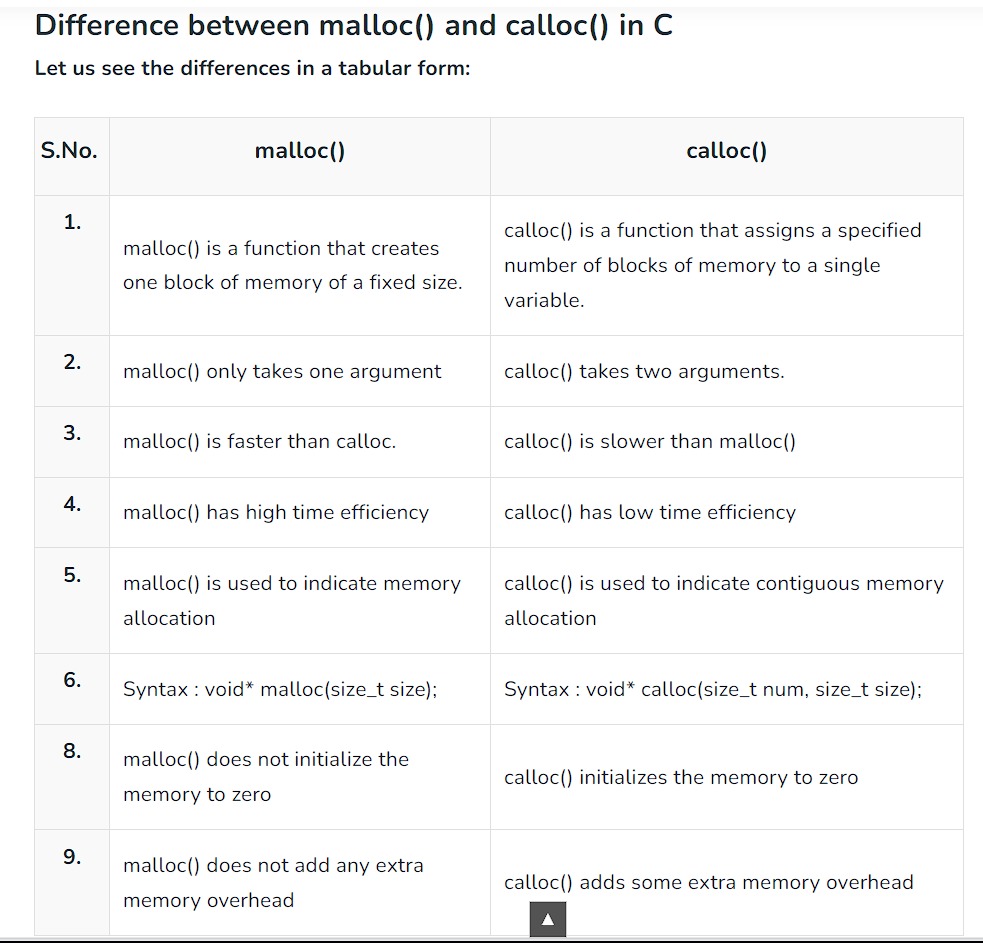 Difference between malloc() and calloc() in C
Let us see the differences in a tabular form:
S.No.
malloc()
calloc()
1.
malloc() is a function that creates
one block of memory of a fixed size.
calloc() is a function that assigns a specified
number of blocks of memory to a single
variable.
2.
malloc() only takes one argument
calloc() takes two arguments.
3.
malloc() is faster than calloc.
calloc() is slower than malloc()
4.
malloc() has high time efficiency
calloc() has low time efficiency
5.
malloc() is used to indicate memory
allocation
calloc() is used to indicate contiguous memory
allocation
6.
Syntax : void* malloc(size_t size);
Syntax : void* calloc(size_t num, size_t size);
8.
malloc() does not initialize the
memory to zero
calloc() initializes the memory to zero
9.
malloc() does not add any extra
memory overhead
calloc() adds some extra memory overhead